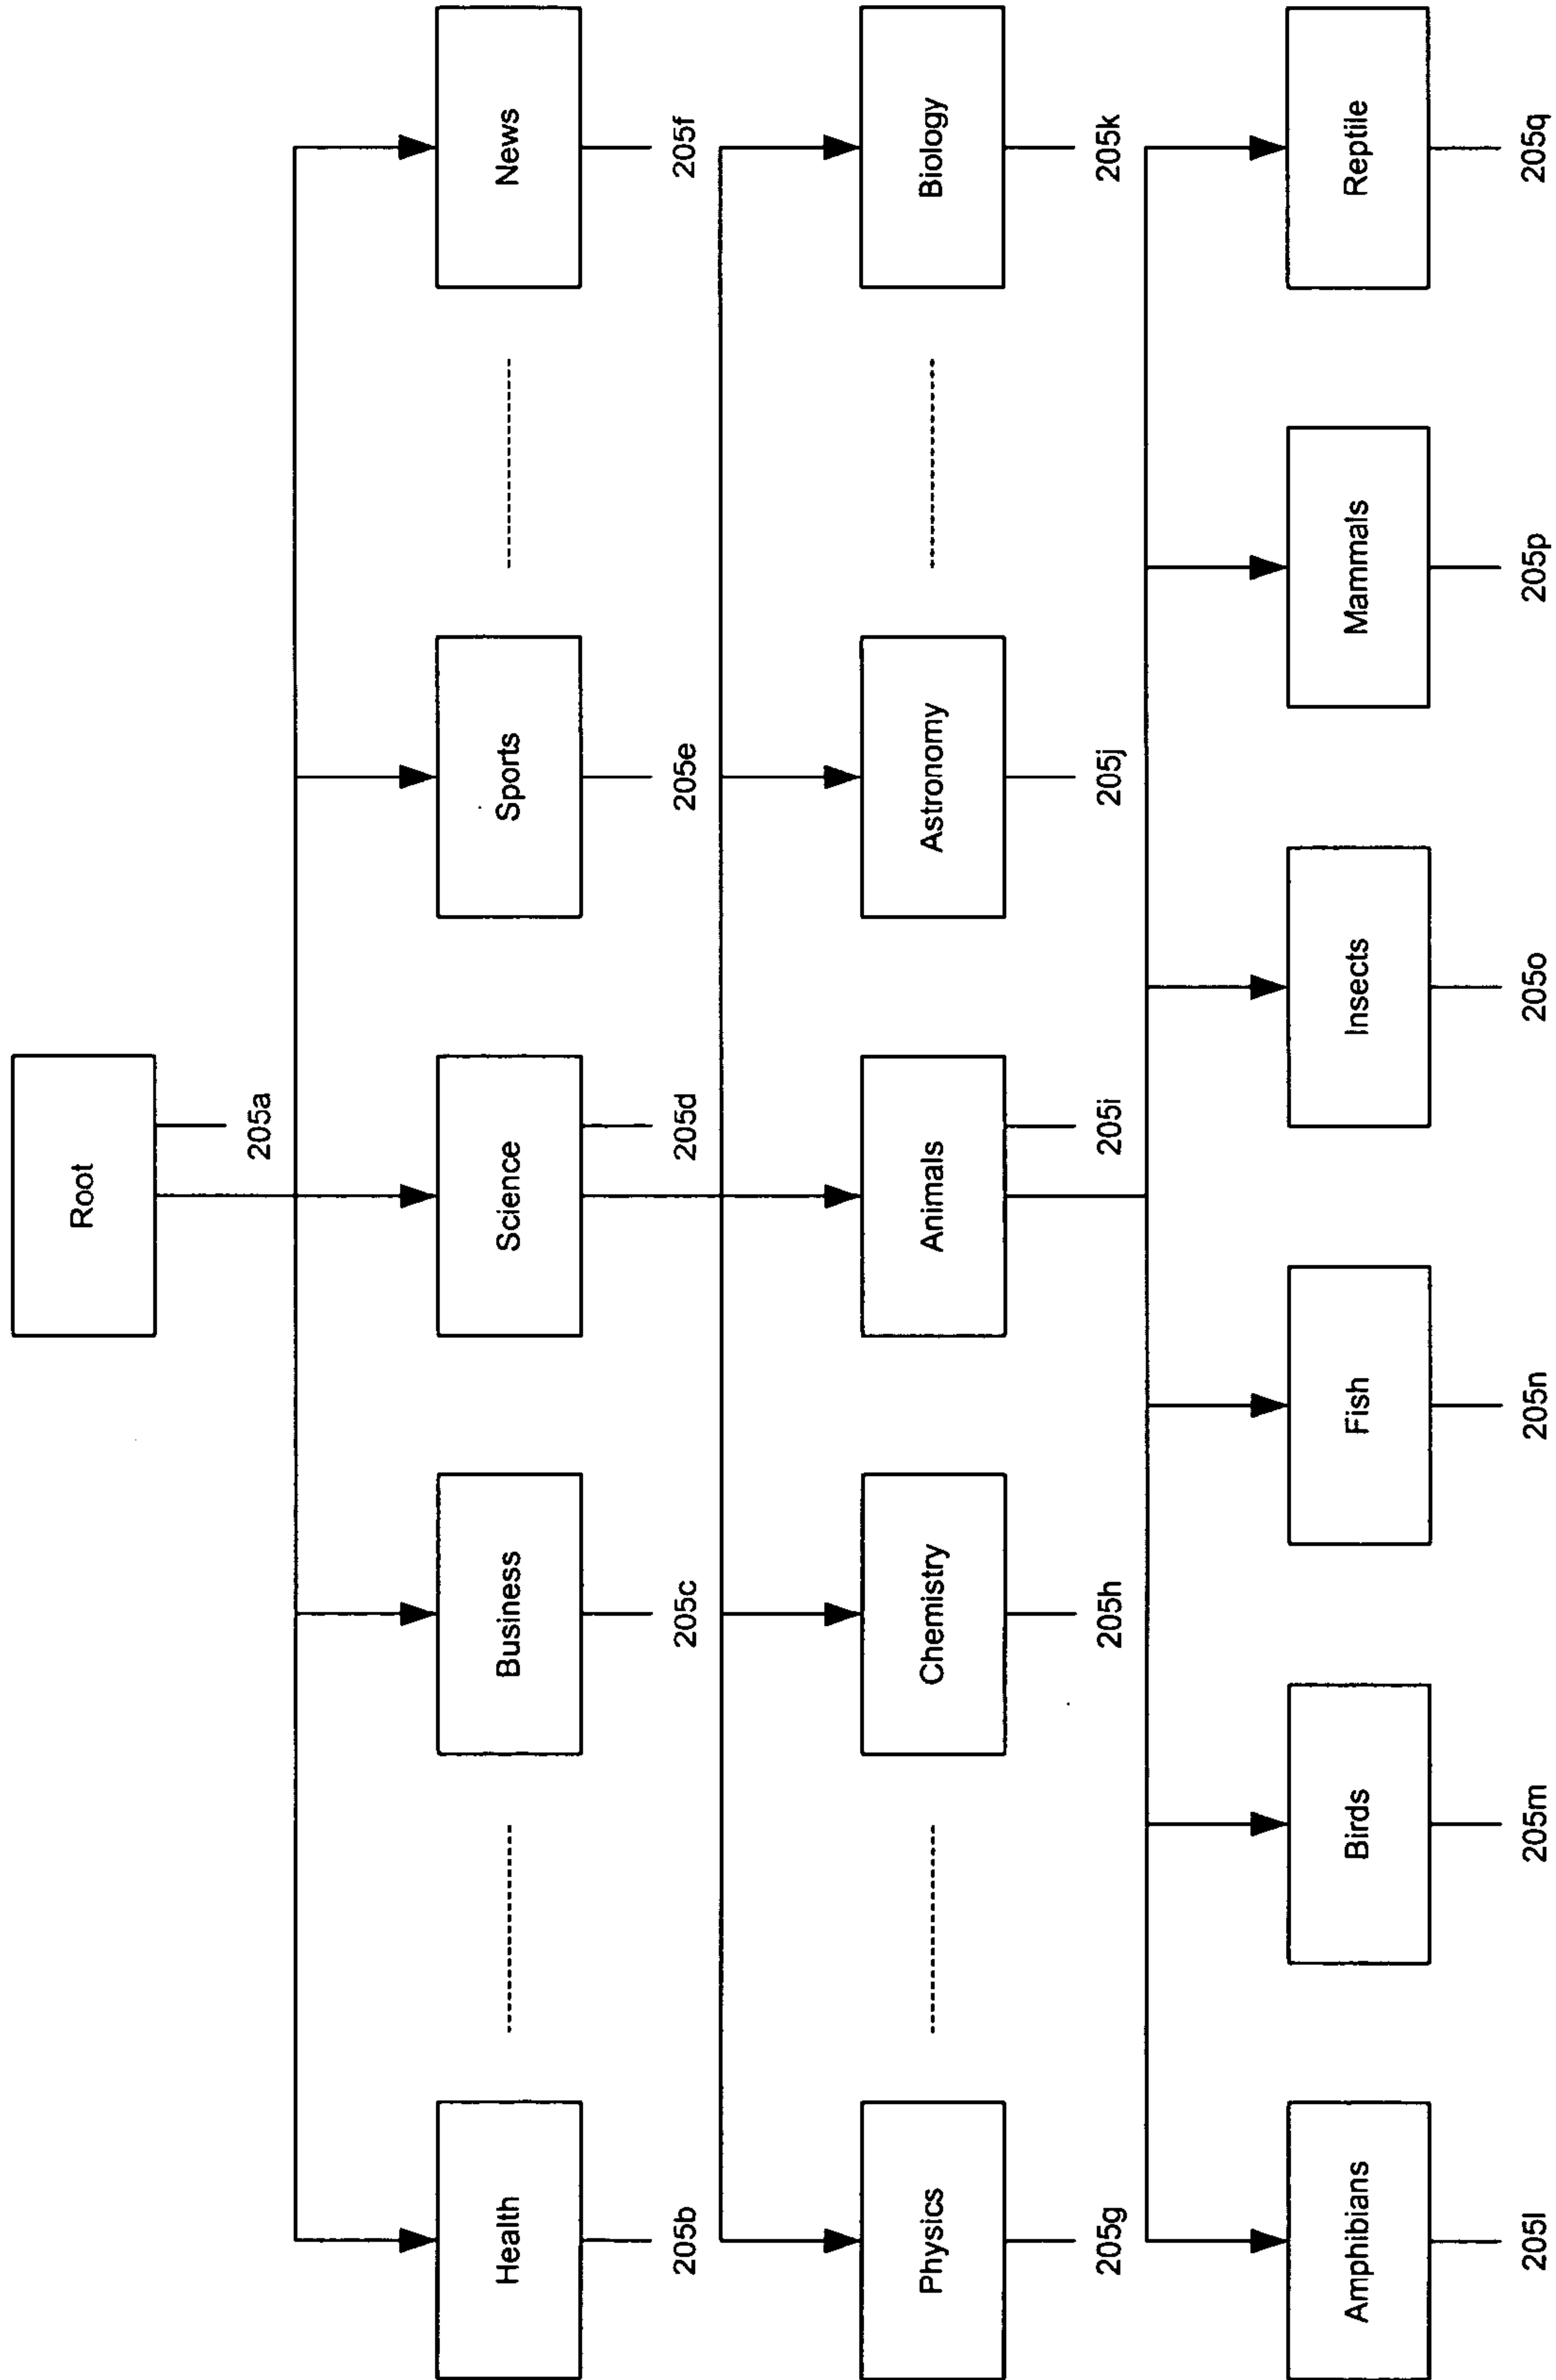 Root
205a
Health
Business
Science
Sports
News
205b
205c
205d
205e
205f
Physics
Chemistry
Animals
Astronomy
Biology
205g
205h
205i
205j
205k
Amphibians
Birds
Fish
Insects
Mammals
Reptile
205l
205m
205n
205o
205p
205q